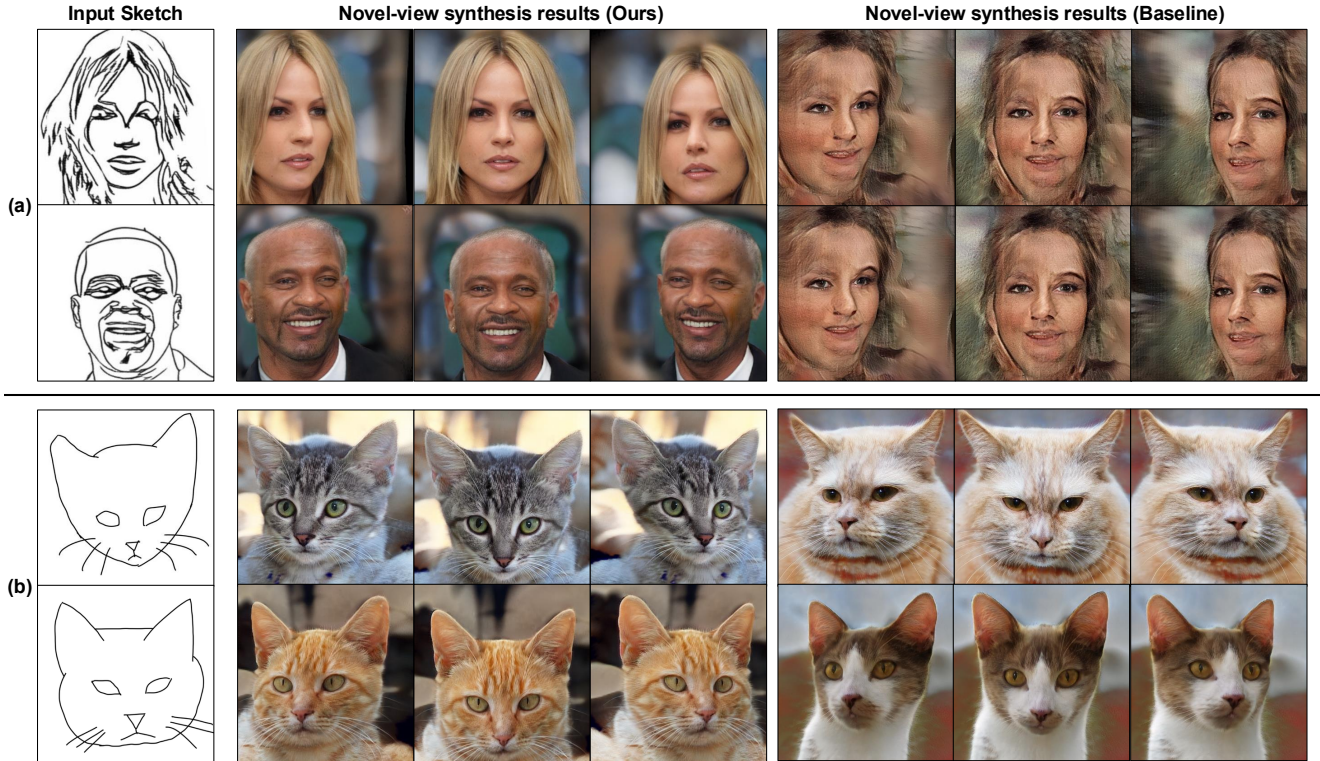 Input Sketch
Novel-view synthesis results (Ours)
Novel-view synthesis results (Baseline)
(a)
(b)